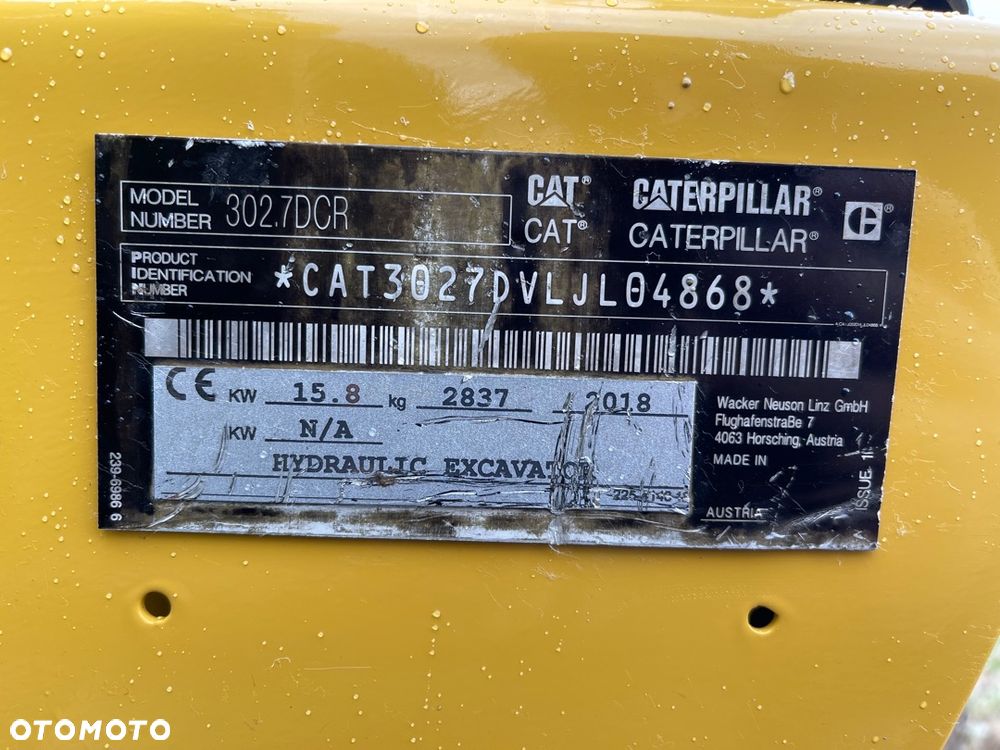 MODEL NUMBER 302.7DCR
CAT® CATERPILLAR®
CAT® CATERPILLAR®
PRODUCT IDENTIFICATION NUMBER *CAT3027DVLJL04868*
CE KW 15.8 kg 2837 2018
KW N/A
HYDRAULIC EXCAVATOR
Wacker Neuson Linz GmbH
Flughafenstraße 7
4063 Horsching, Austria
MADE IN
AUSTRIA
239-6986 6
ISSUE
OTOMOTO